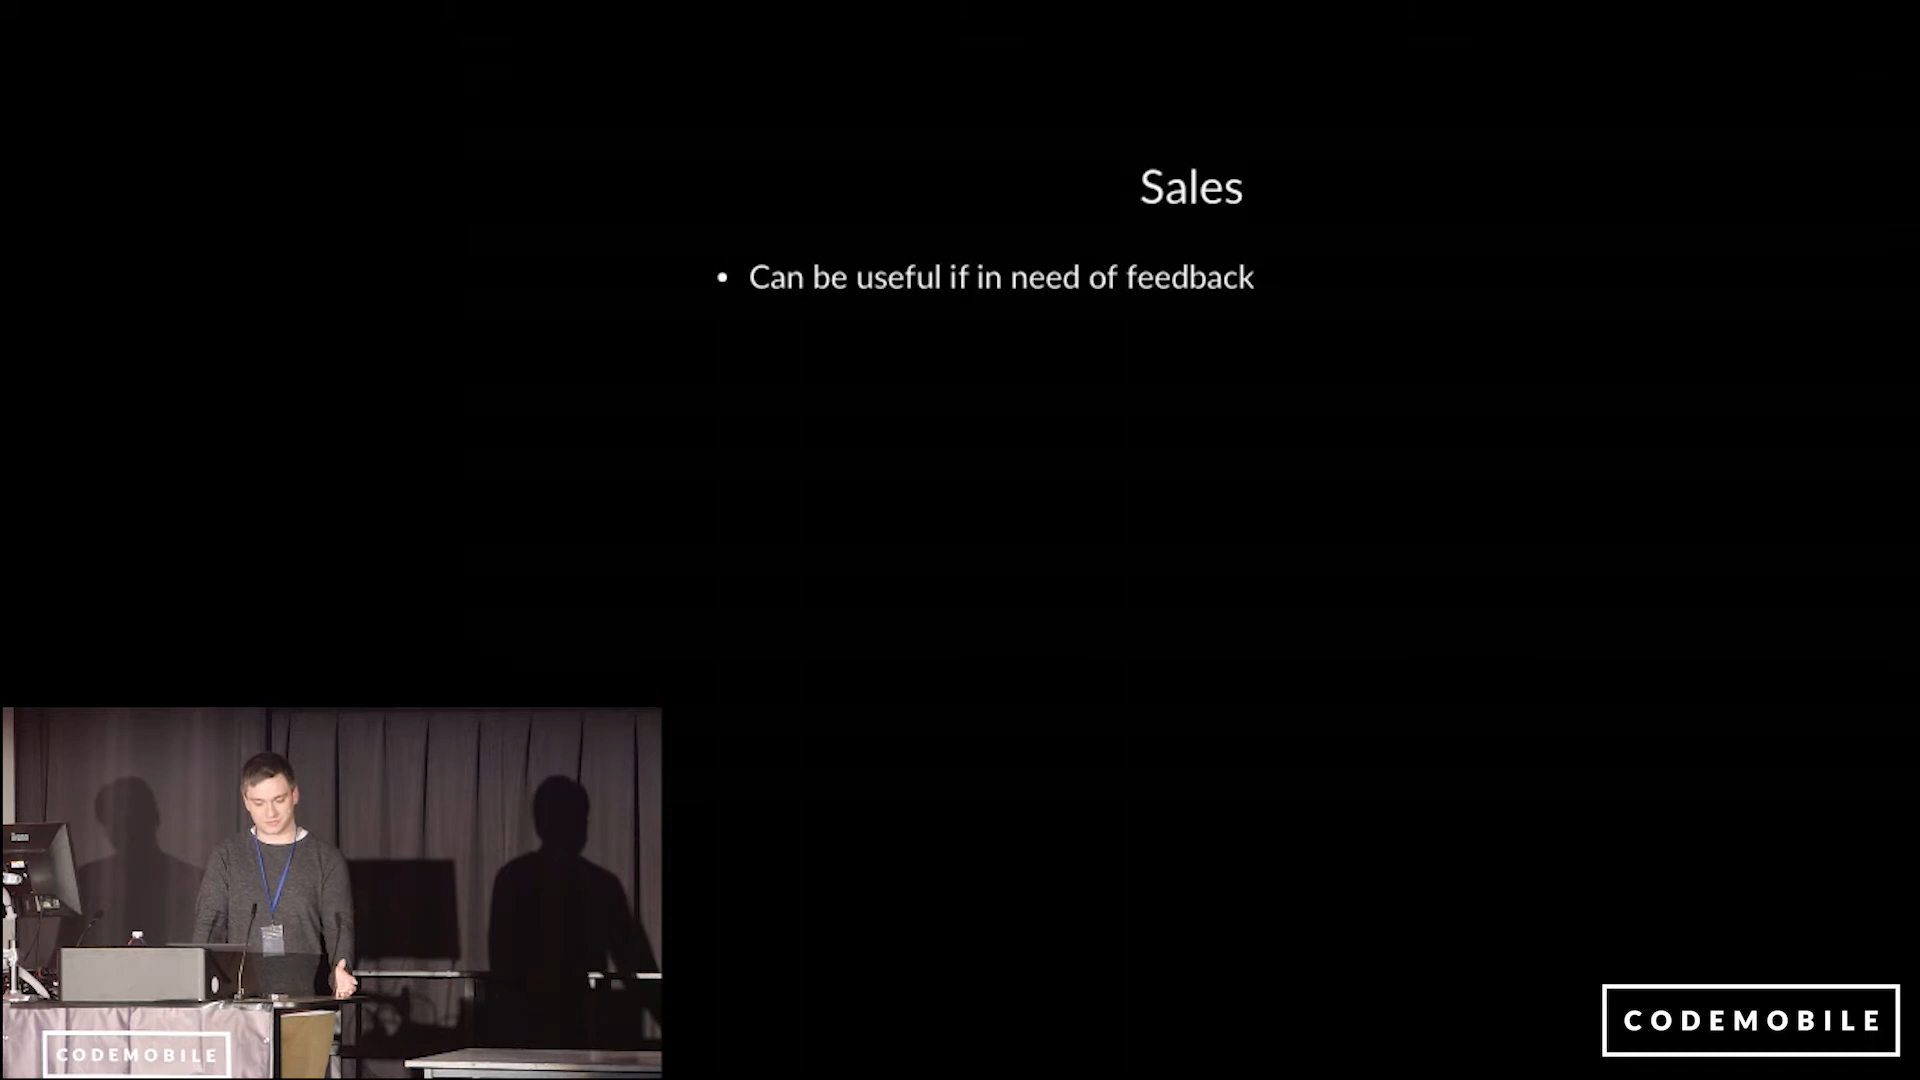 Sales
• Can be useful if in need of feedback
CODEMOBILE
CODEMOBILE